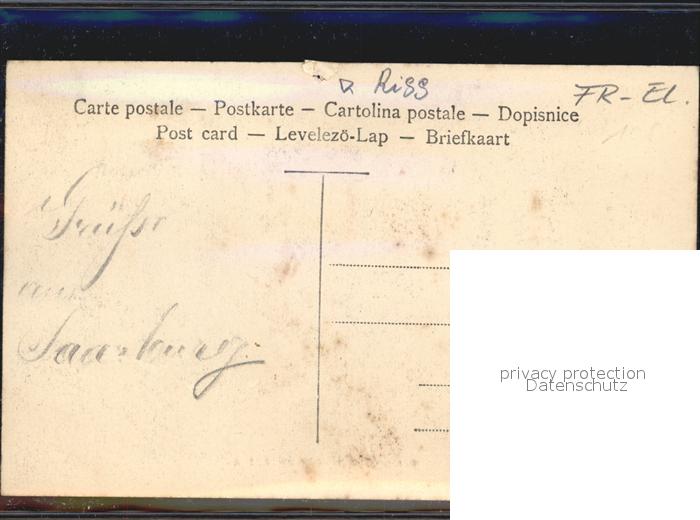 Riss
FR-El.
Carte postale — Postkarte — Cartolina postale — Dopisnice
Post card — Levelező-Lap — Briefkaart
Grüße
aus
Saarburg.
privacy protection
Datenschutz